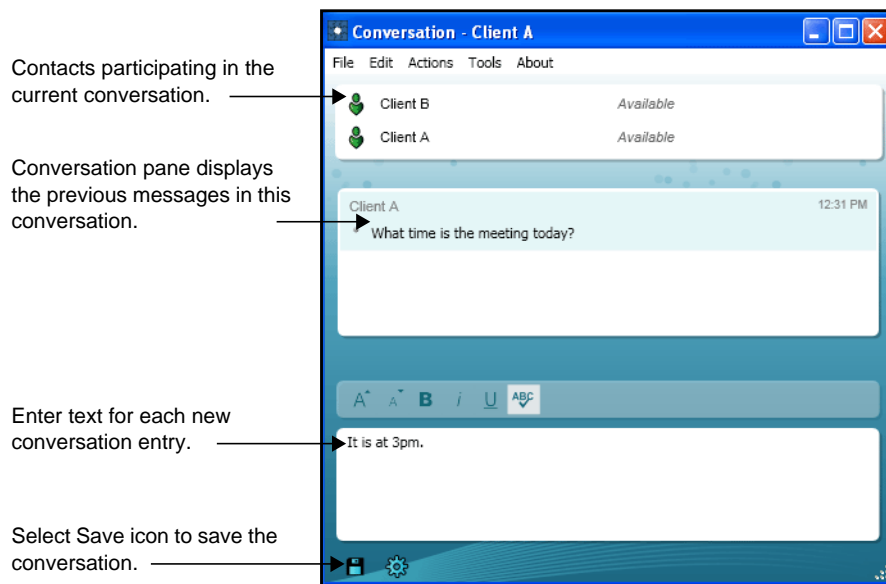 Conversation - Client A
File Edit Actions Tools About
Contacts participating in the
current conversation.
Client B Available
Client A Available
Conversation pane displays
the previous messages in this
conversation.
Client A 12:31 PM
What time is the meeting today?
A A B i U ABC
Enter text for each new
conversation entry.
It is at 3pm.
Select Save icon to save the
conversation.